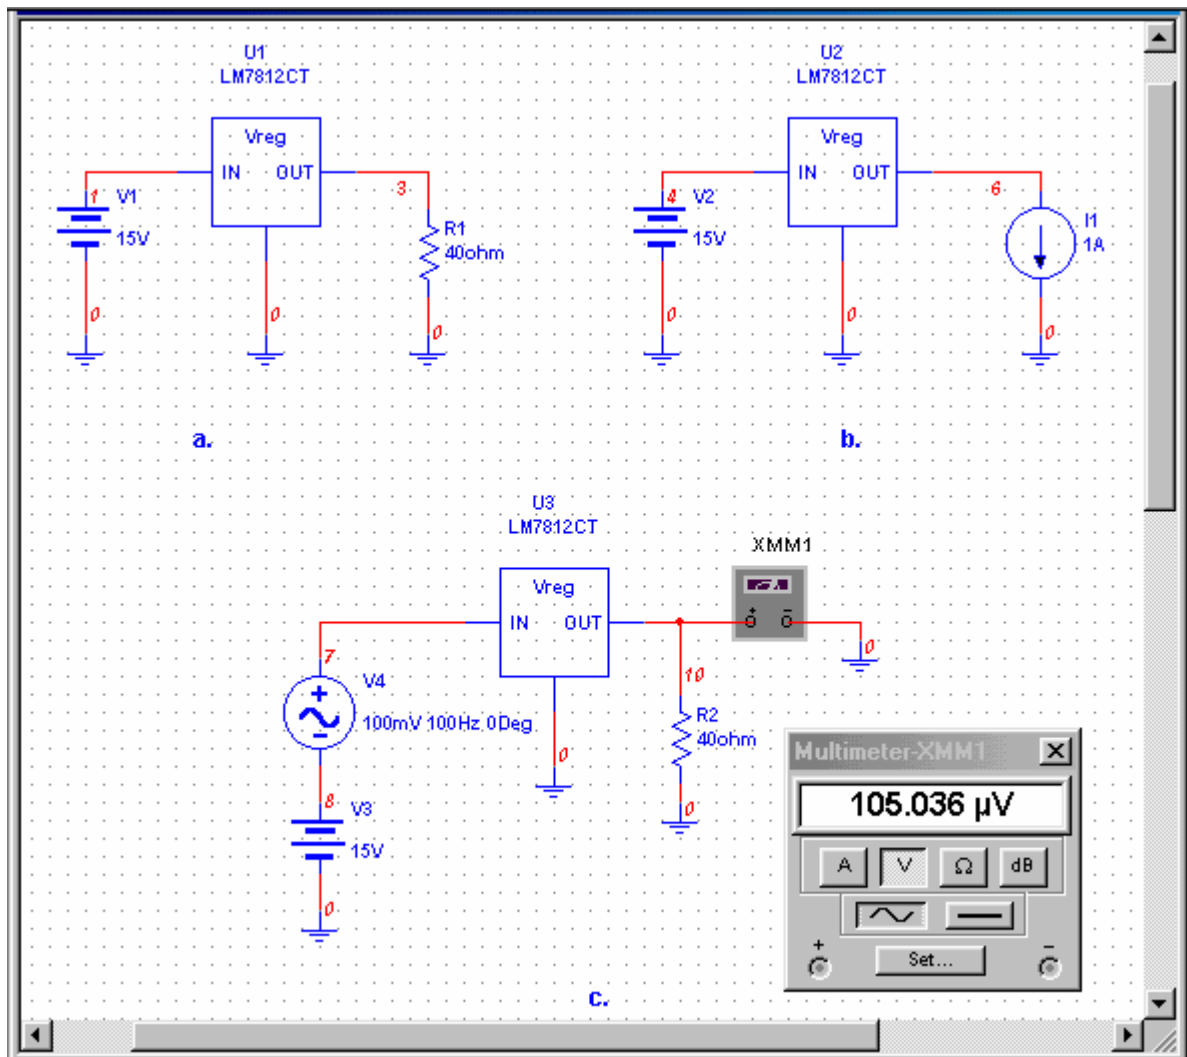 U1
LM7812CT
Vreg
IN OUT
1
V1
15V
0
0
3
R1
40ohm
0
a.
U2
LM7812CT
Vreg
IN OUT
4
V2
15V
0
0
6
I1
1A
0
b.
U3
LM7812CT
Vreg
IN OUT
XMM1
+ -
0
7
V4
+
-
100mV 100Hz 0Deg
8
V3
15V
0
0
10
R2
40ohm
0
c.
Multimeter-XMM1
105.036 µV
A V Ω dB
+ Set... -